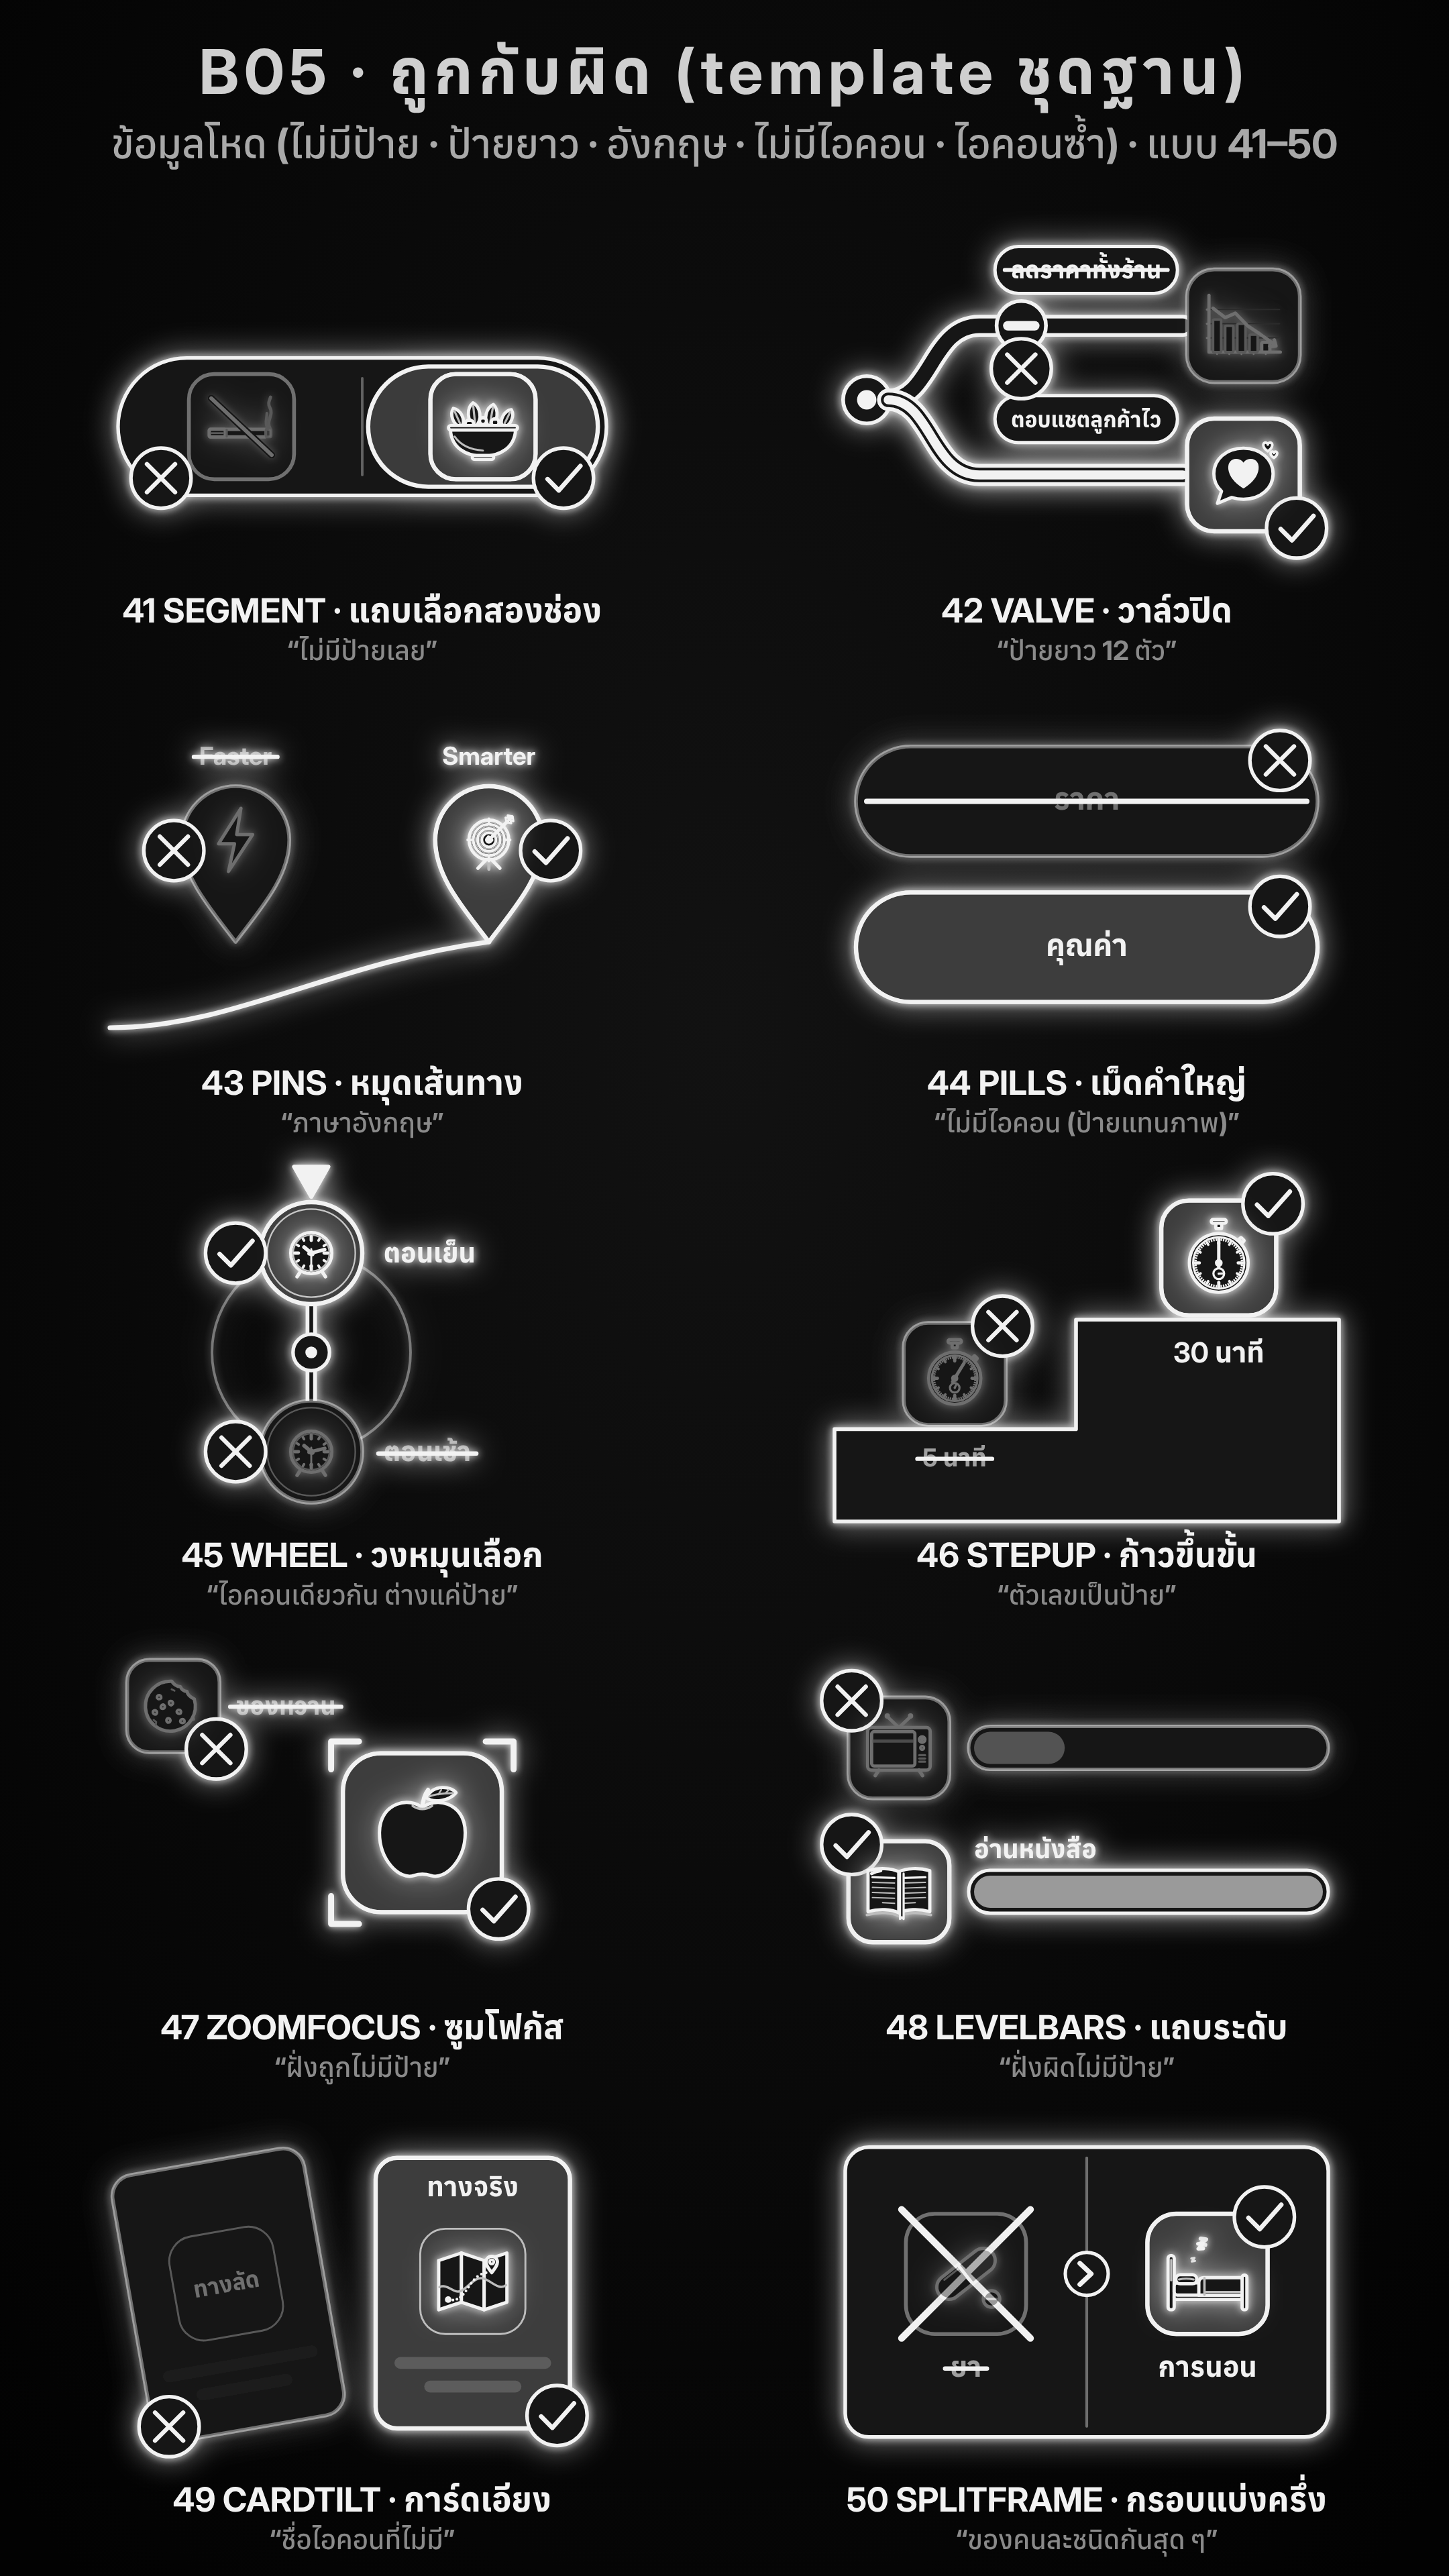 B05 · ถูกกับผิด (template ชุดฐาน)
ข้อมูลโหด (ไม่มีป้าย · ป้ายยาว · อังกฤษ · ไม่มีไอคอน · ไอคอนซ้ำ) · แบบ 41–50
ลดราคาทั้งร้าน
ตอบแชตลูกค้าไว
41 SEGMENT · แถบเลือกสองช่อง
“ไม่มีป้ายเลย”
42 VALVE · วาล์วปิด
“ป้ายยาว 12 ตัว”
Faster
Smarter
ราคา
คุณค่า
43 PINS · หมุดเส้นทาง
“ภาษาอังกฤษ”
44 PILLS · เม็ดคำใหญ่
“ไม่มีไอคอน (ป้ายแทนภาพ)”
ตอนเย็น
ตอนเช้า
30 นาที
5 นาที
45 WHEEL · วงหมุนเลือก
“ไอคอนเดียวกัน ต่างแค่ป้าย”
46 STEPUP · ก้าวขึ้นขั้น
“ตัวเลขเป็นป้าย”
ของหวาน
อ่านหนังสือ
47 ZOOMFOCUS · ซูมโฟกัส
“ฝั่งถูกไม่มีป้าย”
48 LEVELBARS · แถบระดับ
“ฝั่งผิดไม่มีป้าย”
ทางลัด
ทางจริง
ยา
การนอน
49 CARDTILT · การ์ดเอียง
“ชื่อไอคอนที่ไม่มี”
50 SPLITFRAME · กรอบแบ่งครึ่ง
“ของคนละชนิดกันสุด ๆ”